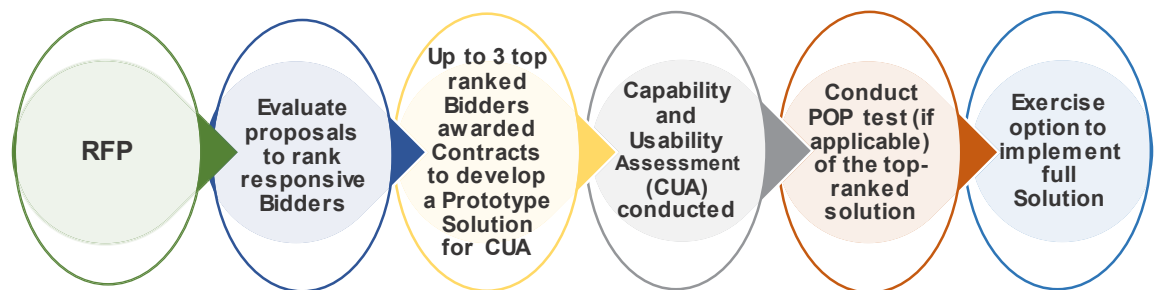 RFP
Evaluate
proposals
to rank
responsive
Bidders
Up to 3 top
ranked
Bidders
awarded
Contracts
to develop
a Prototype
Solution
for CUA
Capability
and
Usability
Assessment
(CUA)
conducted
Conduct
POP test (if
applicable)
of the top-
ranked
solution
Exercise
option to
implement
full
Solution